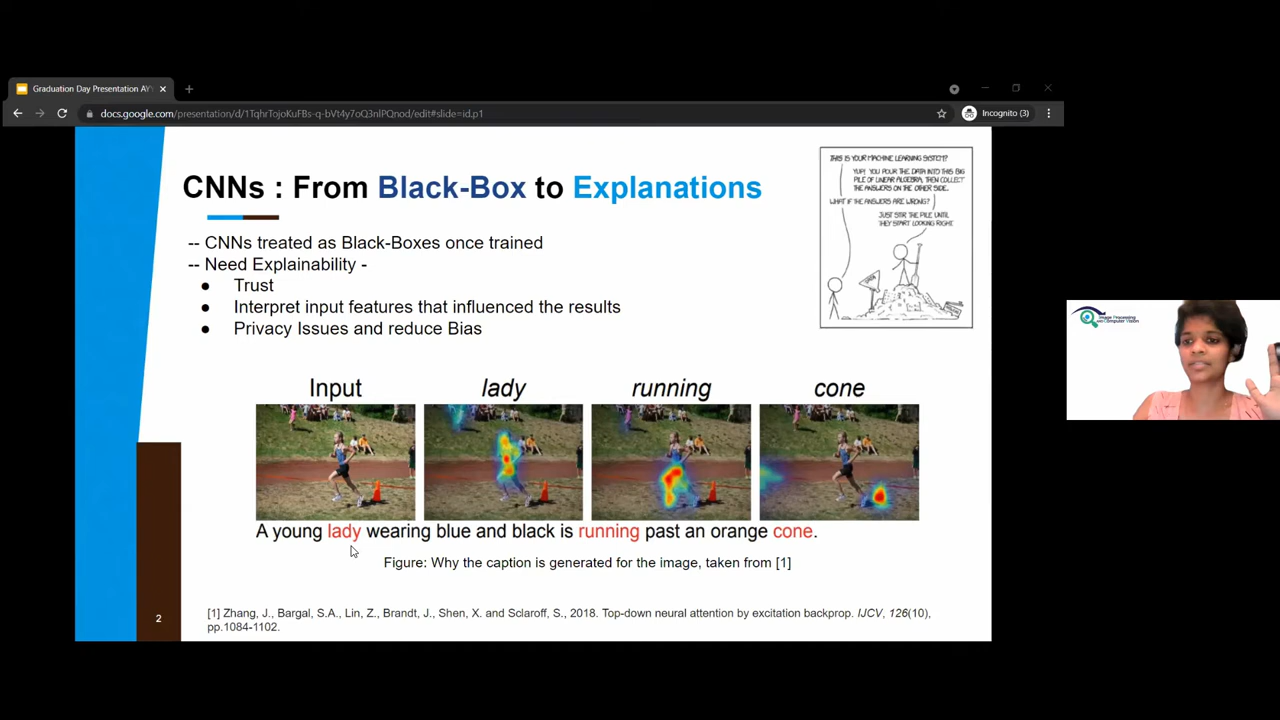 Graduation Day Presentation AY
docs.google.com/presentation/d/1TqhrTojoKuFBs-q-bVt4y7oQ3nlPQnod/edit#slide=id.p1
Incognito (3)
CNNs : From Black-Box to Explanations
-- CNNs treated as Black-Boxes once trained
-- Need Explainability -
● Trust
● Interpret input features that influenced the results
● Privacy Issues and reduce Bias
THIS IS YOUR MACHINE LEARNING SYSTEM?
YUP! YOU POUR THE DATA INTO THIS BIG
PILE OF LINEAR ALGEBRA, THEN COLLECT
THE ANSWERS ON THE OTHER SIDE.
WHAT IF THE ANSWERS ARE WRONG?
JUST STIR THE PILE UNTIL
THEY START LOOKING RIGHT.
Input lady running cone
A young lady wearing blue and black is running past an orange cone.
Figure: Why the caption is generated for the image, taken from [1]
[1] Zhang, J., Bargal, S.A., Lin, Z., Brandt, J., Shen, X. and Sclaroff, S., 2018. Top-down neural attention by excitation backprop. IJCV, 126(10),
pp.1084-1102.
2
Image Processing
and Computer Vision